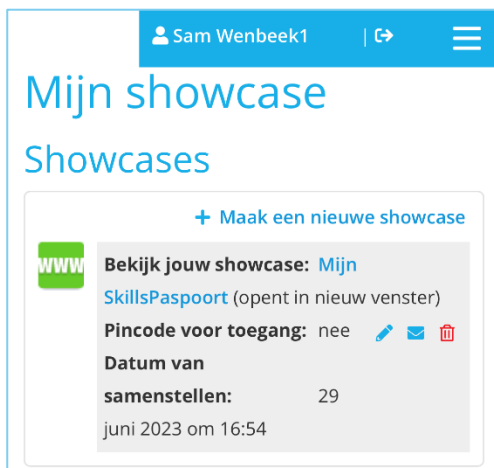 Sam Wenbeek1 |
Mijn showcase
Showcases
+ Maak een nieuwe showcase
www
Bekijk jouw showcase: Mijn
SkillsPaspoort (opent in nieuw venster)
Pincode voor toegang: nee
Datum van
samenstellen: 29
juni 2023 om 16:54